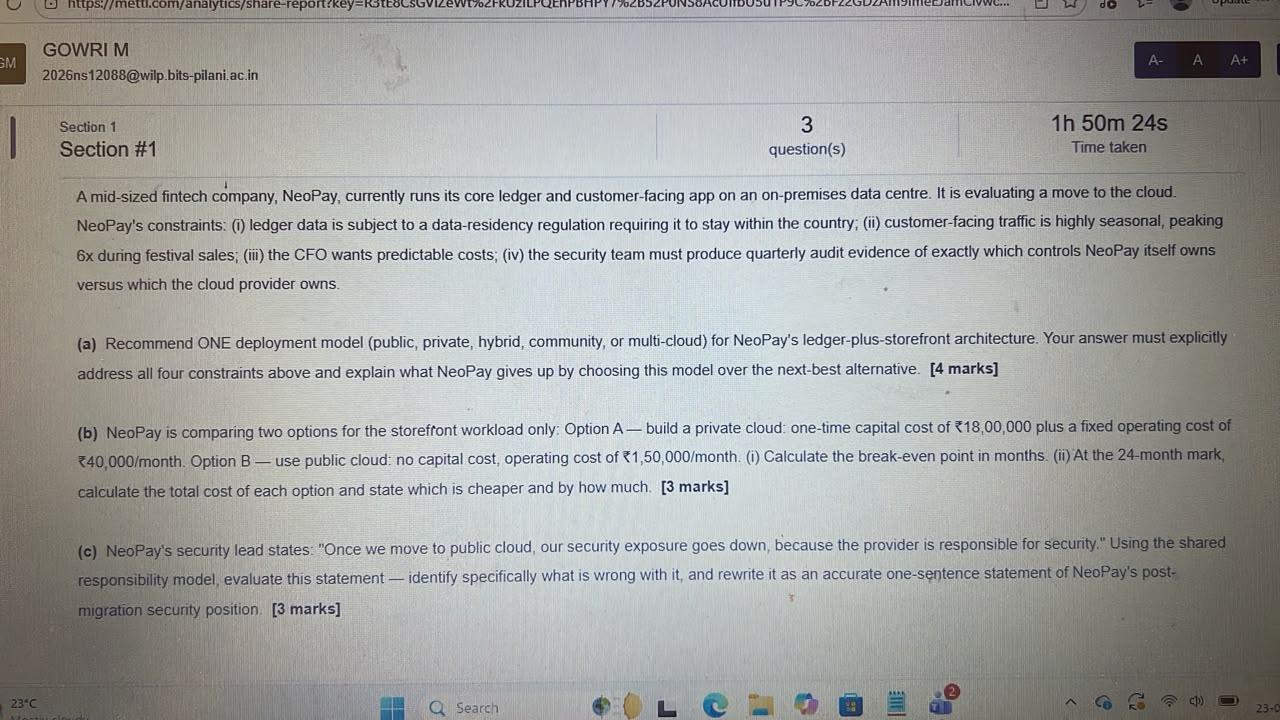 GM
GOWRI M
2026ns12088@wilp.bits-pilani.ac.in
A- A A+
Section 1
Section #1
3
question(s)
1h 50m 24s
Time taken
A mid-sized fintech company, NeoPay, currently runs its core ledger and customer-facing app on an on-premises data centre. It is evaluating a move to the cloud.
NeoPay's constraints: (i) ledger data is subject to a data-residency regulation requiring it to stay within the country; (ii) customer-facing traffic is highly seasonal, peaking
6x during festival sales; (iii) the CFO wants predictable costs; (iv) the security team must produce quarterly audit evidence of exactly which controls NeoPay itself owns
versus which the cloud provider owns.
(a) Recommend ONE deployment model (public, private, hybrid, community, or multi-cloud) for NeoPay's ledger-plus-storefront architecture. Your answer must explicitly
address all four constraints above and explain what NeoPay gives up by choosing this model over the next-best alternative. [4 marks]
(b) NeoPay is comparing two options for the storefront workload only: Option A — build a private cloud: one-time capital cost of ₹18,00,000 plus a fixed operating cost of
₹40,000/month. Option B — use public cloud: no capital cost, operating cost of ₹1,50,000/month. (i) Calculate the break-even point in months. (ii) At the 24-month mark,
calculate the total cost of each option and state which is cheaper and by how much. [3 marks]
(c) NeoPay's security lead states: "Once we move to public cloud, our security exposure goes down, because the provider is responsible for security." Using the shared
responsibility model, evaluate this statement — identify specifically what is wrong with it, and rewrite it as an accurate one-sentence statement of NeoPay's post-
migration security position. [3 marks]
23°C
Search
2